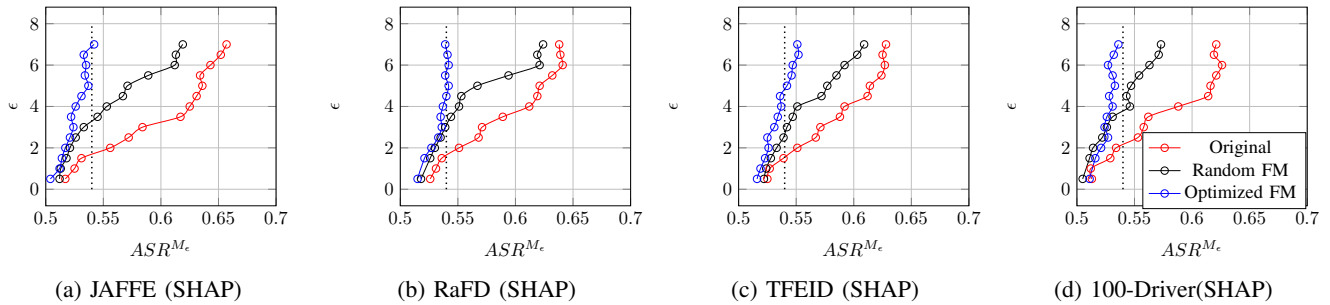 8
6
4
2
0
ϵ
0.5 0.55 0.6 0.65 0.7
ASR^{M_ϵ}
(a) JAFFE (SHAP)
8
6
4
2
0
ϵ
0.5 0.55 0.6 0.65 0.7
ASR^{M_ϵ}
(b) RaFD (SHAP)
8
6
4
2
0
ϵ
0.5 0.55 0.6 0.65 0.7
ASR^{M_ϵ}
(c) TFEID (SHAP)
8
6
4
2
0
ϵ
Original
Random FM
Optimized FM
0.5 0.55 0.6 0.65 0.7
ASR^{M_ϵ}
(d) 100-Driver(SHAP)